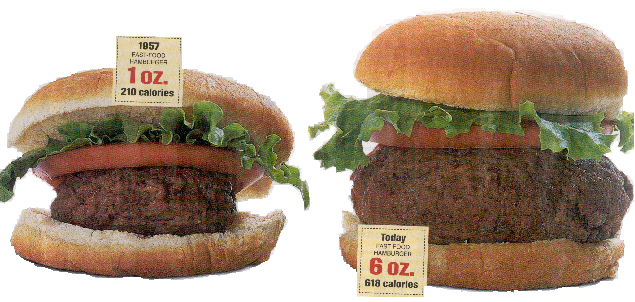 1957
FAST-FOOD
HAMBURGER
1 oz.
210 calories
Today
FAST FOOD
HAMBURGER
6 oz.
618 calories